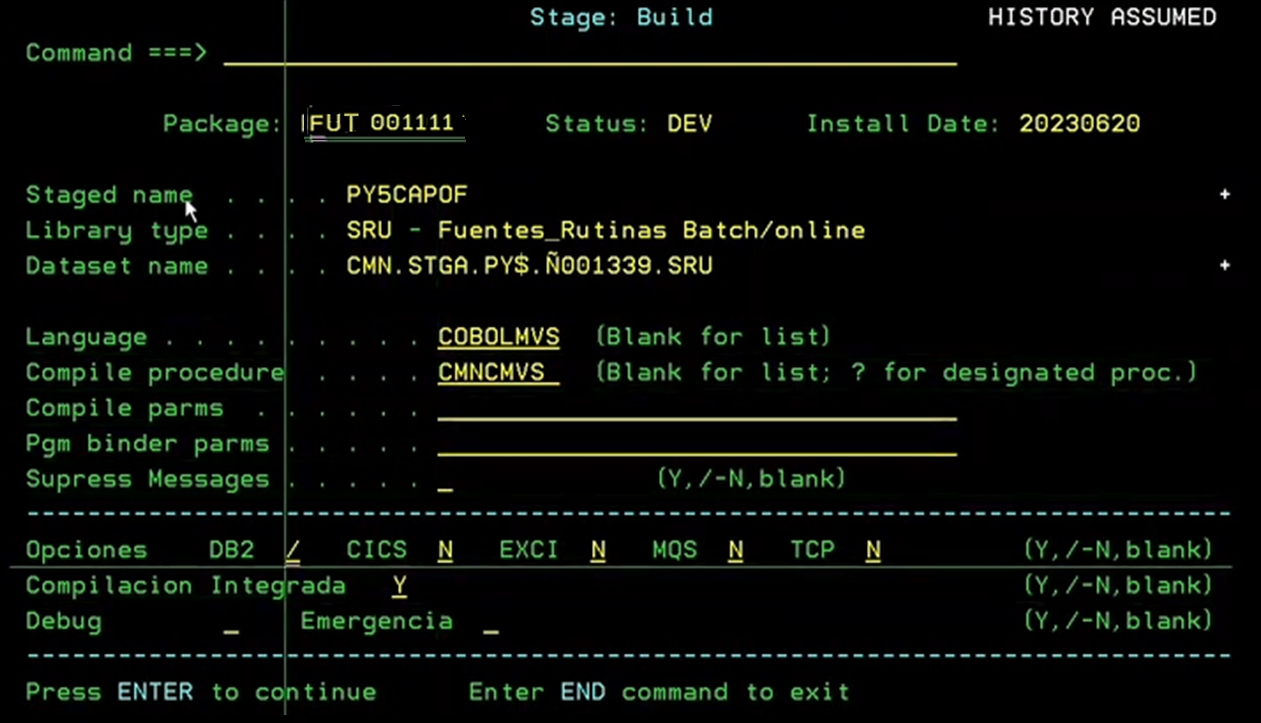 Stage: Build HISTORY ASSUMED
Command ===>
Package: FUT 001111 Status: DEV Install Date: 20230620
Staged name . . . . PY5CAPOF +
Library type . . . . SRU - Fuentes_Rutinas Batch/online
Dataset name . . . . CMN.STGA.PY$.Ñ001339.SRU +
Language . . . . . . . . . COBOLMVS (Blank for list)
Compile procedure . . . . CMNCMVS (Blank for list; ? for designated proc.)
Compile parms . . . . . .
Pgm binder parms . . . . .
Supress Messages . . . . . _ (Y,/-N,blank)
Opciones DB2 / CICS N EXCI N MQS N TCP N (Y,/-N,blank)
Compilacion Integrada Y (Y,/-N,blank)
Debug _ Emergencia _ (Y,/-N,blank)
Press ENTER to continue Enter END command to exit